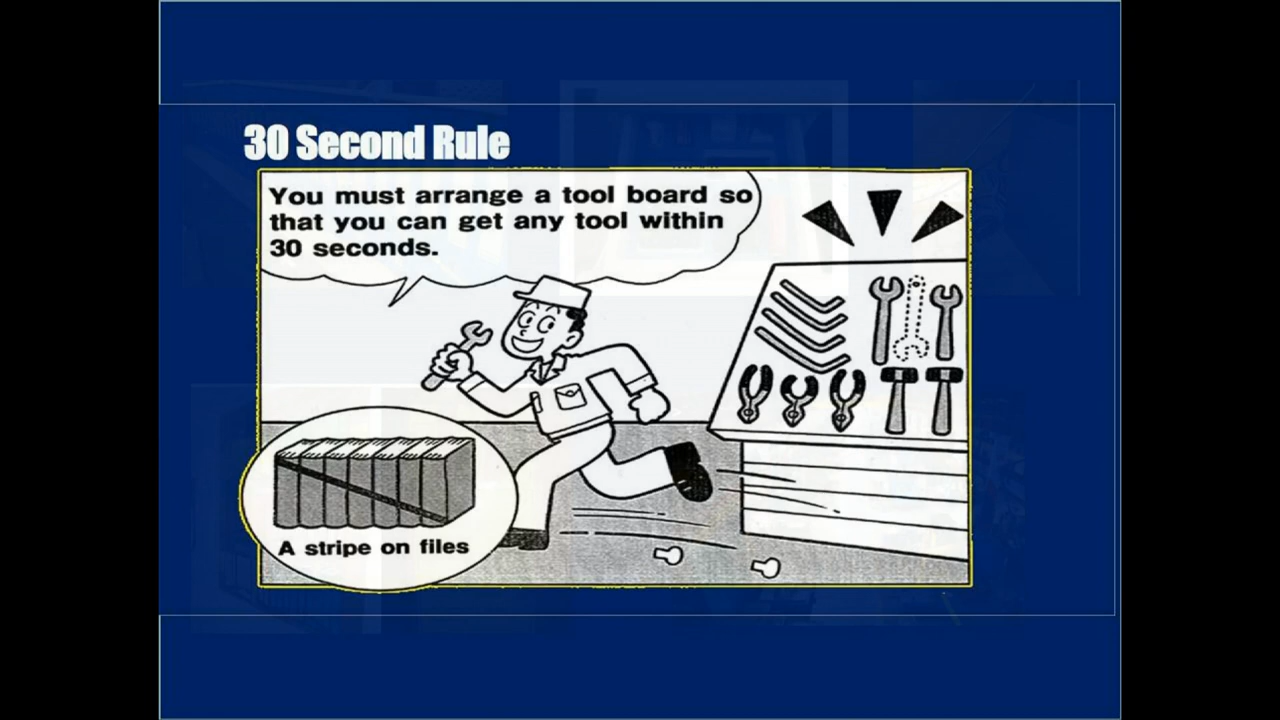 30 Second Rule
You must arrange a tool board so
that you can get any tool within
30 seconds.
A stripe on files